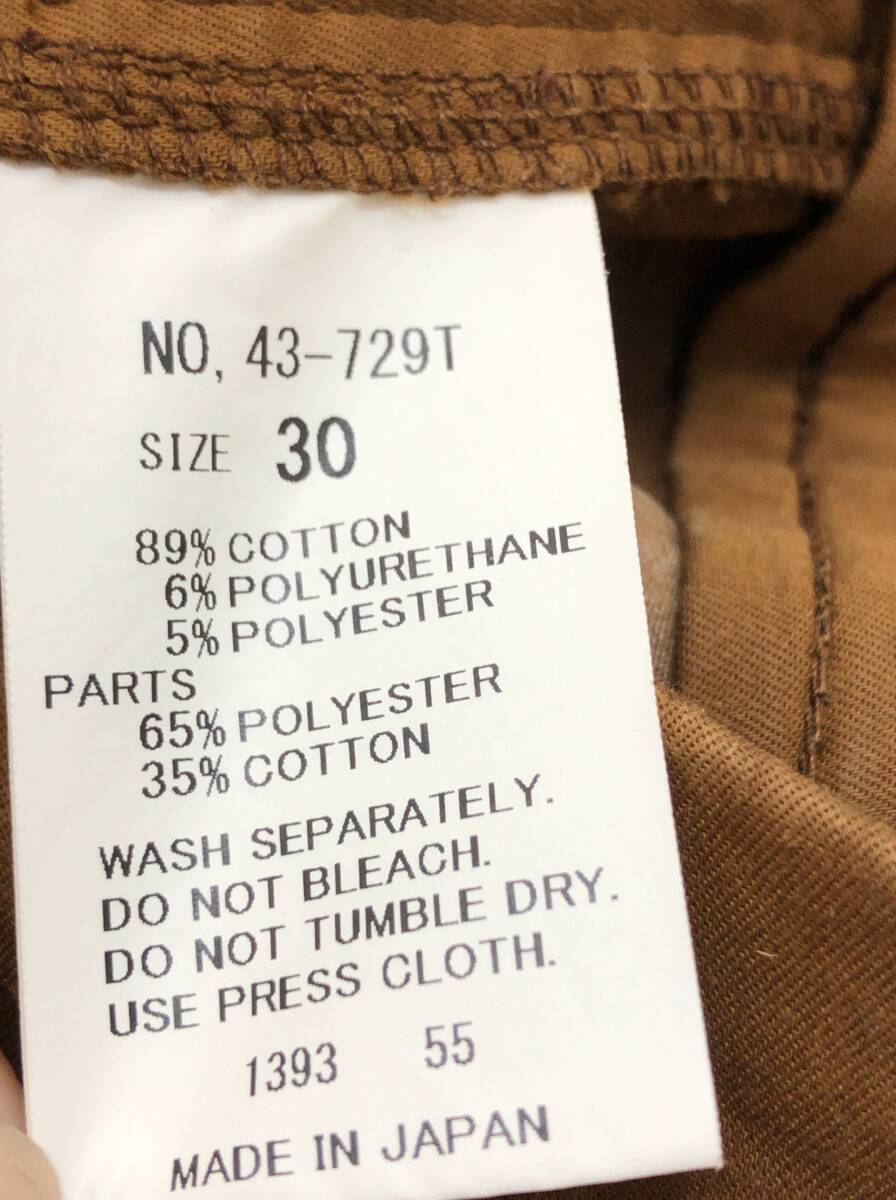 NO, 43-729T
SIZE 30
89% COTTON
6% POLYURETHANE
5% POLYESTER
PARTS
65% POLYESTER
35% COTTON
WASH SEPARATELY.
DO NOT BLEACH.
DO NOT TUMBLE DRY.
USE PRESS CLOTH.
1393 55
MADE IN JAPAN